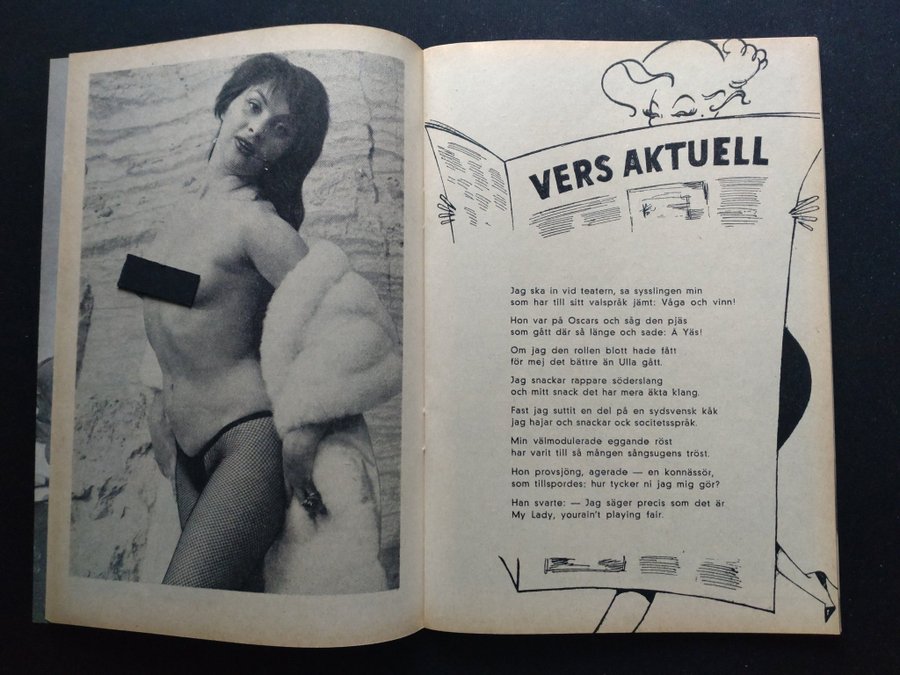 VERS AKTUELL
Jag ska in vid teatern, sa sysslingen min
som har till sitt valspråk jämt: Våga och vinn!
Hon var på Oscars och såg den pjäs
som gått där så länge och sade: Å Yäs!
Om jag den rollen blott hade fått
för mej det bättre än Ulla gått.
Jag snackar rappare söderslang
och mitt snack det har mera äkta klang.
Fast jag suttit en del på en sydsvensk kåk
jag hajar och snackar ock societsspråk.
Min välmodulerade eggande röst
har varit till så mången sångsugens tröst.
Hon provsjöng, agerade — en konnässör,
som tillspordes: hur tycker ni jag mig gör?
Han svarte: — Jag säger precis som det är
My Lady, yourain't playing fair.